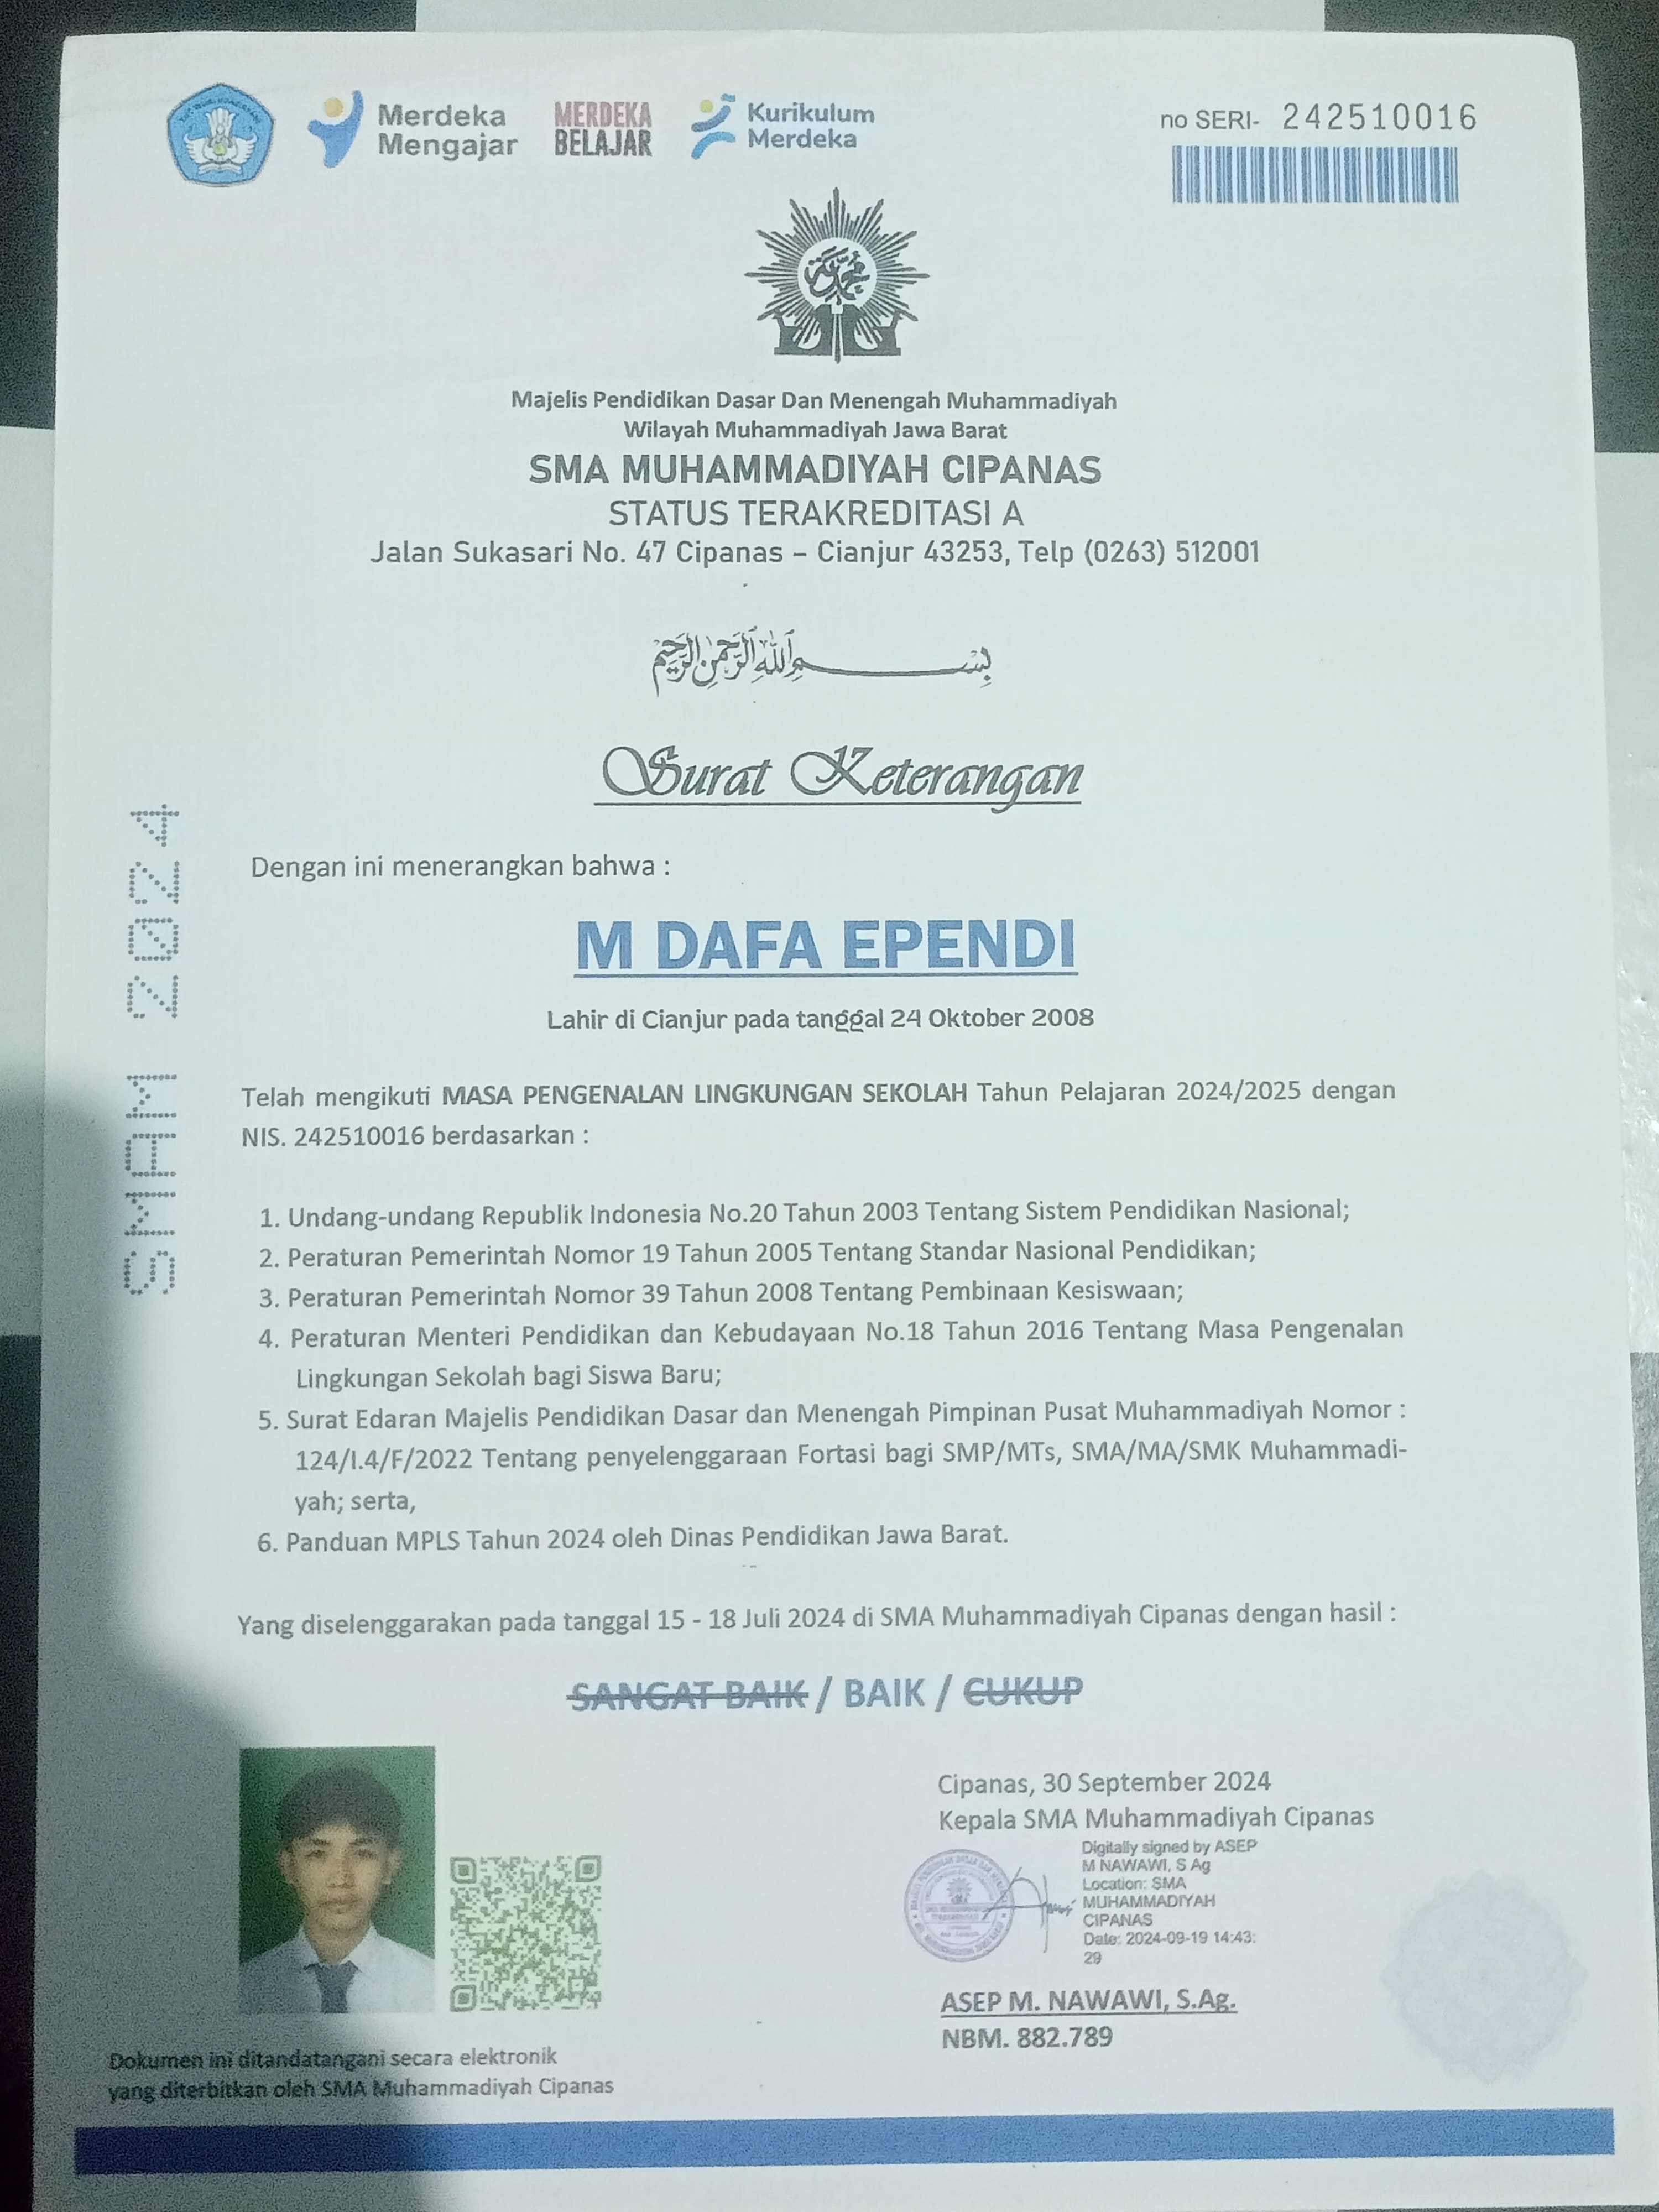 Merdeka
Mengajar
MERDEKA
BELAJAR
Kurikulum
Merdeka
no SERI- 242510016
Majelis Pendidikan Dasar Dan Menengah Muhammadiyah
Wilayah Muhammadiyah Jawa Barat
SMA MUHAMMADIYAH CIPANAS
STATUS TERAKREDITASI A
Jalan Sukasari No. 47 Cipanas – Cianjur 43253, Telp (0263) 512001
بِسْمِ اللهِ الرَّحْمٰنِ الرَّحِيْمِ
Surat Keterangan
Dengan ini menerangkan bahwa :
M DAFA EPENDI
Lahir di Cianjur pada tanggal 24 Oktober 2008
Telah mengikuti MASA PENGENALAN LINGKUNGAN SEKOLAH Tahun Pelajaran 2024/2025 dengan
NIS. 242510016 berdasarkan :
1. Undang-undang Republik Indonesia No.20 Tahun 2003 Tentang Sistem Pendidikan Nasional;
2. Peraturan Pemerintah Nomor 19 Tahun 2005 Tentang Standar Nasional Pendidikan;
3. Peraturan Pemerintah Nomor 39 Tahun 2008 Tentang Pembinaan Kesiswaan;
4. Peraturan Menteri Pendidikan dan Kebudayaan No.18 Tahun 2016 Tentang Masa Pengenalan
Lingkungan Sekolah bagi Siswa Baru;
5. Surat Edaran Majelis Pendidikan Dasar dan Menengah Pimpinan Pusat Muhammadiyah Nomor :
124/I.4/F/2022 Tentang penyelenggaraan Fortasi bagi SMP/MTs, SMA/MA/SMK Muhammadi-
yah; serta,
6. Panduan MPLS Tahun 2024 oleh Dinas Pendidikan Jawa Barat.
Yang diselenggarakan pada tanggal 15 - 18 Juli 2024 di SMA Muhammadiyah Cipanas dengan hasil :
SANGAT BAIK / BAIK / CUKUP
Cipanas, 30 September 2024
Kepala SMA Muhammadiyah Cipanas
Digitally signed by ASEP
M NAWAWI, S Ag
Location: SMA
MUHAMMADIYAH
CIPANAS
Date: 2024-09-19 14:43:
29
ASEP M. NAWAWI, S.Ag.
NBM. 882.789
Dokumen ini ditandatangani secara elektronik
yang diterbitkan oleh SMA Muhammadiyah Cipanas
SMAM 2024